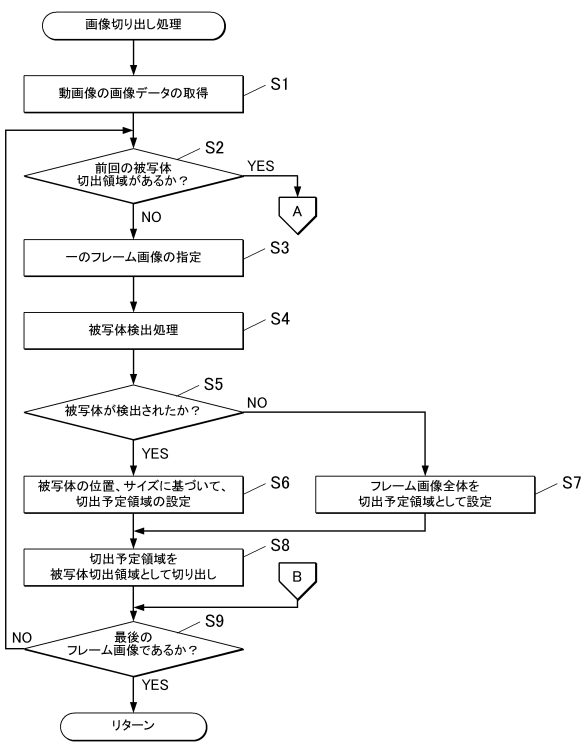 画像切り出し処理
動画像の画像データの取得
S1
前回の被写体
切出領域があるか？
S2
YES
A
NO
一のフレーム画像の指定
S3
被写体検出処理
S4
被写体が検出されたか？
S5
NO
YES
被写体の位置、サイズに基づいて、
切出予定領域の設定
S6
フレーム画像全体を
切出予定領域として設定
S7
切出予定領域を
被写体切出領域として切り出し
S8
B
最後の
フレーム画像であるか？
S9
NO
YES
リターン